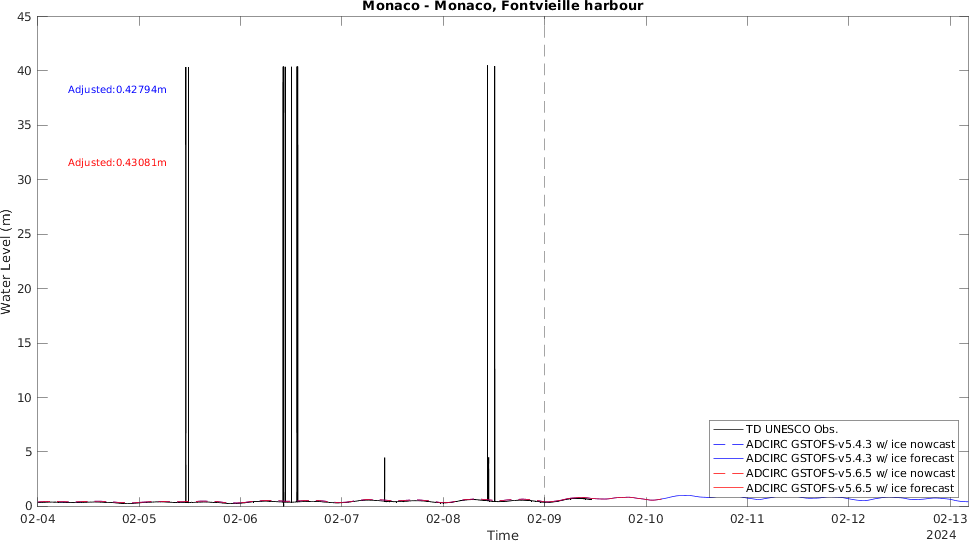 Monaco - Monaco, Fontvieille harbour
45
40
35
30
25
20
15
10
5
0
Water Level (m)
Adjusted:0.42794m
Adjusted:0.43081m
TD UNESCO Obs.
ADCIRC GSTOFS-v5.4.3 w/ ice nowcast
ADCIRC GSTOFS-v5.4.3 w/ ice forecast
ADCIRC GSTOFS-v5.6.5 w/ ice nowcast
ADCIRC GSTOFS-v5.6.5 w/ ice forecast
02-04 02-05 02-06 02-07 02-08 02-09 02-10 02-11 02-12 02-13
Time
2024